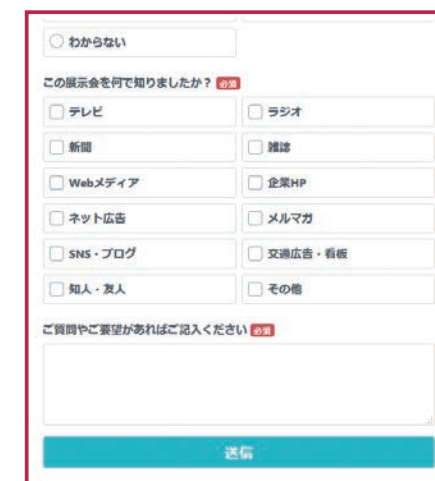 わからない
この展示会を何で知りましたか? 必須
テレビ ラジオ
新聞 雑誌
Webメディア 企業HP
ネット広告 メルマガ
SNS・ブログ 交通広告・看板
知人・友人 その他
ご質問やご要望があればご記入ください 必須
送信